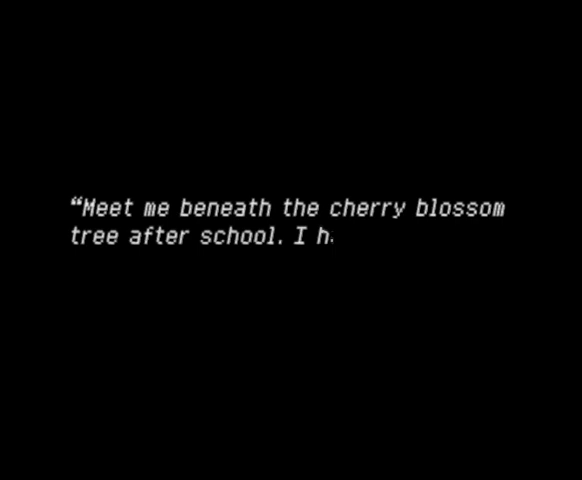 “Meet me beneath the cherry blossom
tree after school. I h